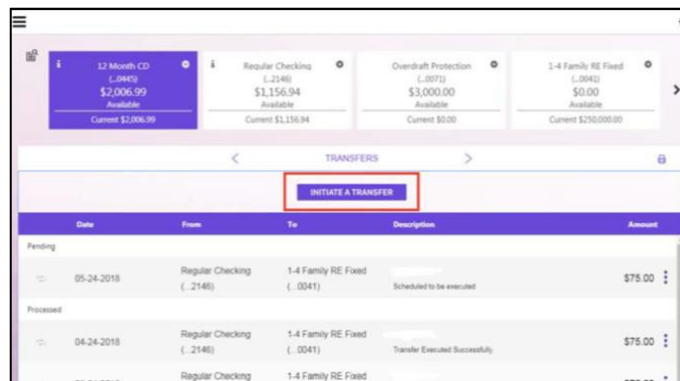 12 Month CD
(...0445)
$2,006.99
Available
Current $2,006.99
Regular Checking
(...2146)
$1,156.94
Available
Current $1,156.94
Overdraft Protection
(...0071)
$3,000.00
Available
Current $0.00
1-4 Family RE Fixed
(...0041)
$0.00
Available
Current $250,000.00
TRANSFERS
INITIATE A TRANSFER
Date From To Description Amount
Pending
05-24-2018 Regular Checking 1-4 Family RE Fixed $75.00
(...2146) (...0041) Scheduled to be executed
Processed
04-24-2018 Regular Checking 1-4 Family RE Fixed $75.00
(...2146) (...0041) Transfer Executed Successfully
Regular Checking 1-4 Family RE Fixed